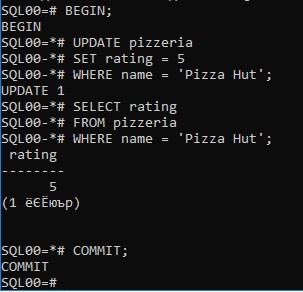 SQL00=# BEGIN;
BEGIN
SQL00=*# UPDATE pizzeria
SQL00-*# SET rating = 5
SQL00-*# WHERE name = 'Pizza Hut';
UPDATE 1
SQL00=*# SELECT rating
SQL00-*# FROM pizzeria
SQL00-*# WHERE name = 'Pizza Hut';
rating
--------
5
(1 ёЄЁюър)
SQL00=*# COMMIT;
COMMIT
SQL00=#